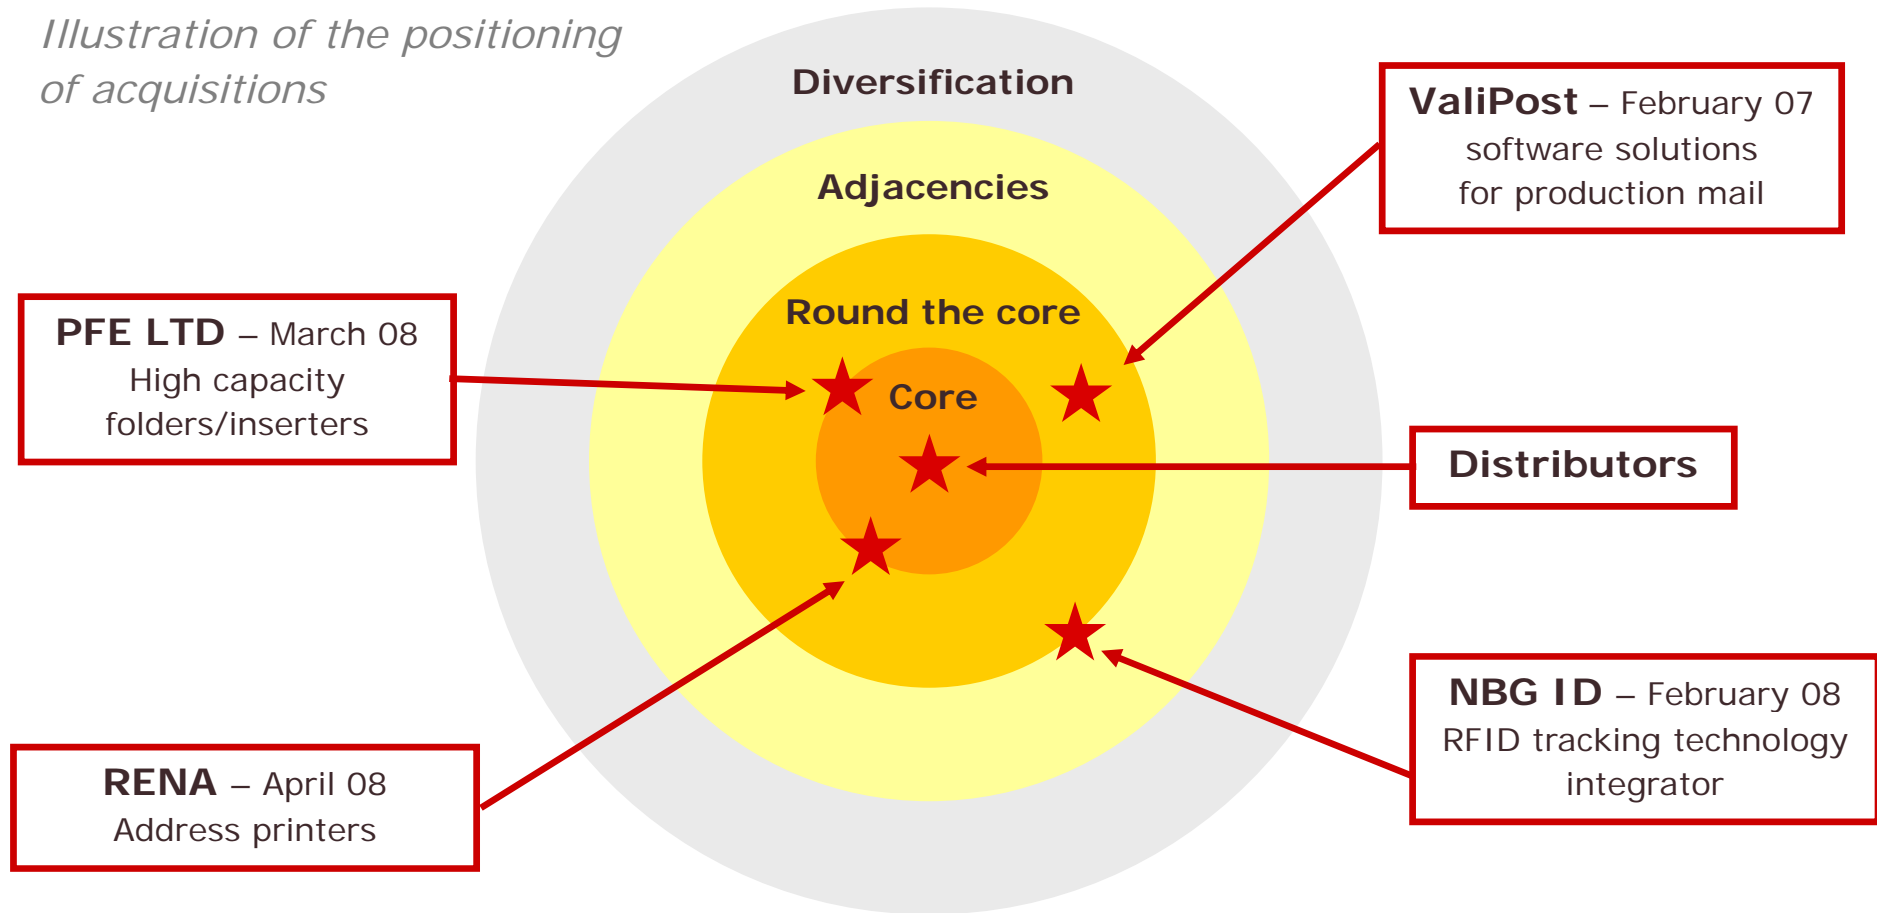 Illustration of the positioning
of acquisitions
Diversification
Adjacencies
Round the core
Core
ValiPost – February 07
software solutions
for production mail
PFE LTD – March 08
High capacity
folders/inserters
Distributors
NBG ID – February 08
RFID tracking technology
integrator
RENA – April 08
Address printers